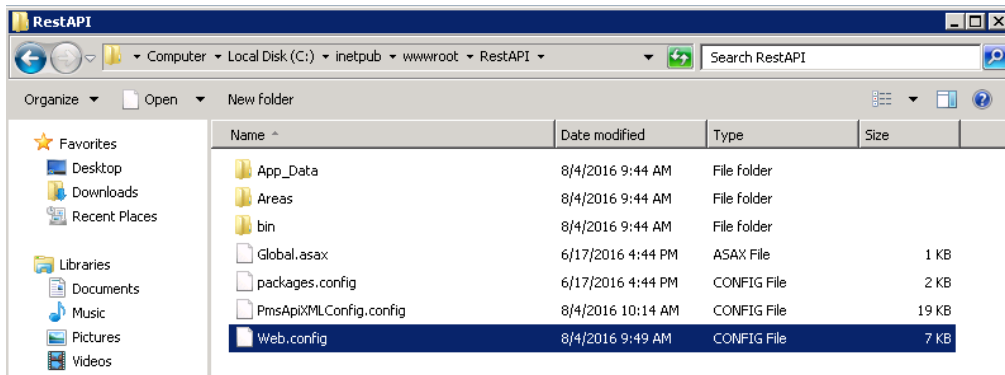 RestAPI
Computer Local Disk (C:) inetpub wwwroot RestAPI
Search RestAPI
Organize Open New folder
Favorites
Desktop
Downloads
Recent Places
Libraries
Documents
Music
Pictures
Videos
Name Date modified Type Size
App_Data 8/4/2016 9:44 AM File folder
Areas 8/4/2016 9:44 AM File folder
bin 8/4/2016 9:44 AM File folder
Global.asax 6/17/2016 4:44 PM ASAX File 1 KB
packages.config 6/17/2016 4:44 PM CONFIG File 2 KB
PmsApiXMLConfig.config 8/4/2016 10:14 AM CONFIG File 19 KB
Web.config 8/4/2016 9:49 AM CONFIG File 7 KB